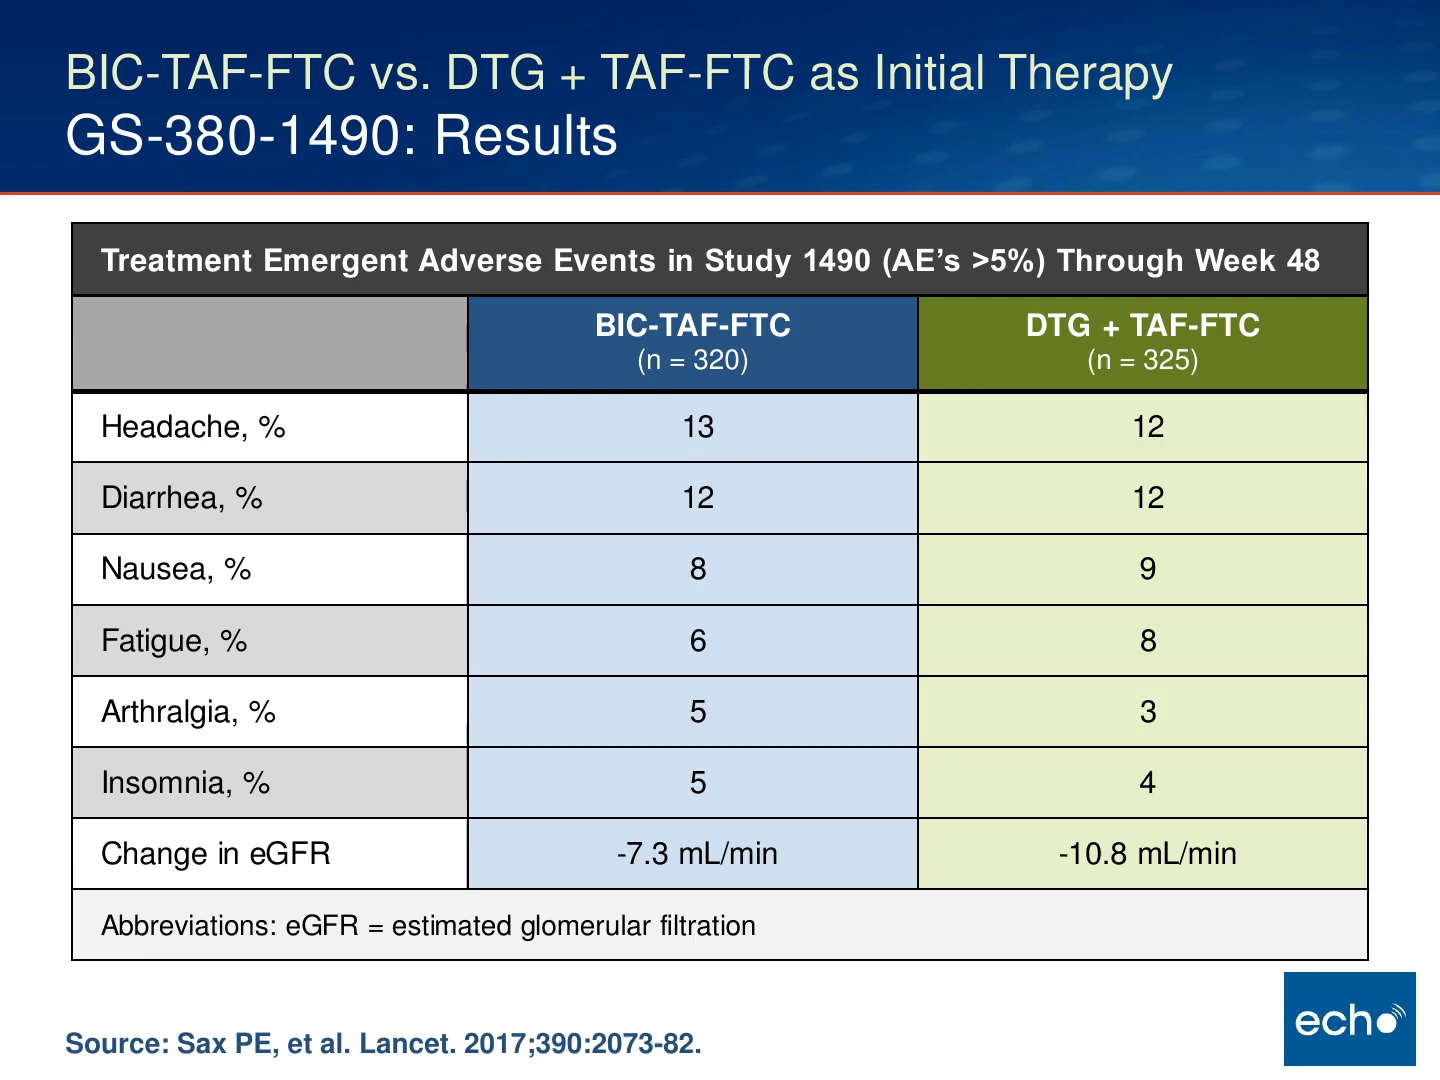 BIC-TAF-FTC vs. DTG + TAF-FTC as Initial Therapy
GS-380-1490: Results
Treatment Emergent Adverse Events in Study 1490 (AE’s >5%) Through Week 48
BIC-TAF-FTC DTG + TAF-FTC
(n = 320) (n = 325)
Headache, % 13 12
Diarrhea, % 12 12
Nausea, % 8 9
Fatigue, % 6 8
Arthralgia, % 5 3
Insomnia, % 5 4
Change in eGFR -7.3 mL/min -10.8 mL/min
Abbreviations: eGFR = estimated glomerular filtration
echo
Source: Sax PE, et al. Lancet. 2017;390:2073-82.